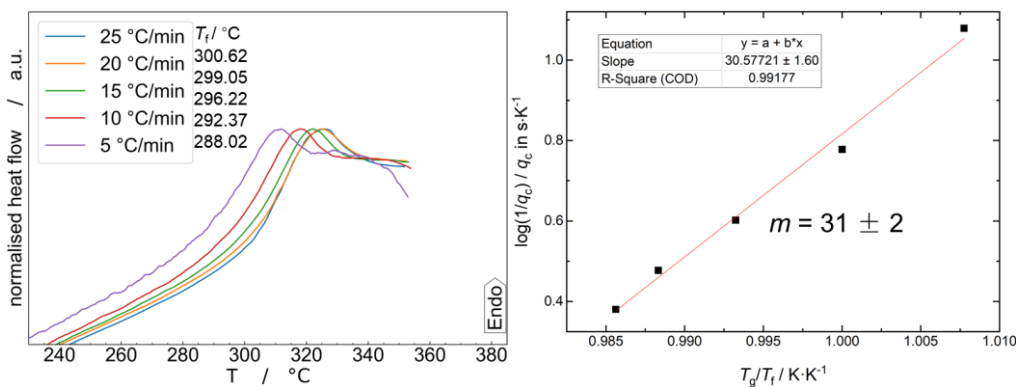 25 °C/min
20 °C/min
15 °C/min
10 °C/min
5 °C/min
Tf / °C
300.62
299.05
296.22
292.37
288.02
normalised heat flow / a.u.
Endo
240 260 280 300 320 340 360 380
T / °C
Equation y = a + b*x
Slope 30.57721 ± 1.60
R-Square (COD) 0.99177
m = 31 ± 2
log(1/qc) / qc in s·K-1
1.0
0.8
0.6
0.4
0.985 0.990 0.995 1.000 1.005 1.010
Tg/Tf / K·K-1